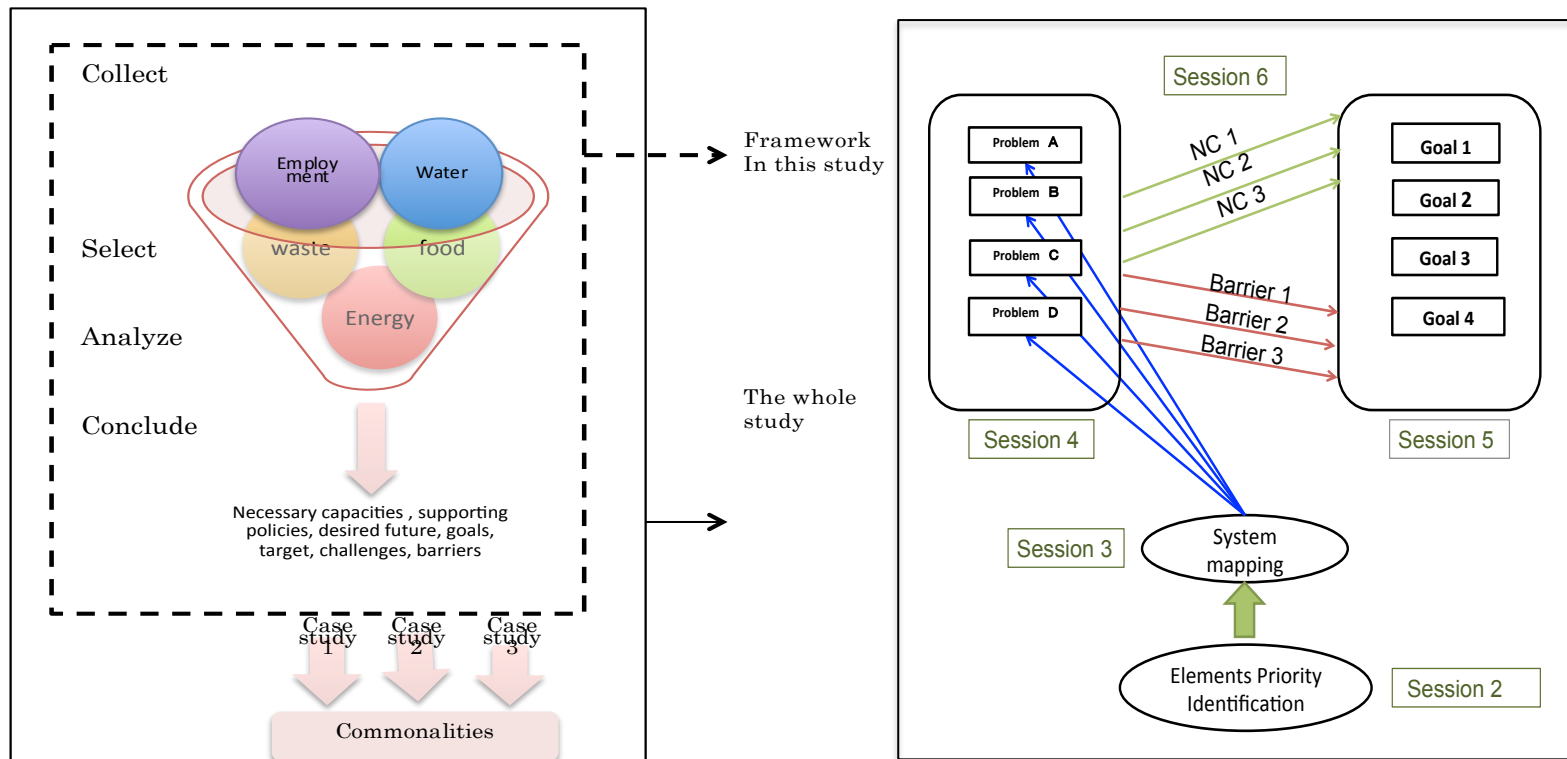 Collect
Employ
ment
Water
Select
waste
food
Analyze
Energy
Conclude
Necessary capacities , supporting
policies, desired future, goals,
target, challenges, barriers
Case
study
1
Case
study
2
Case
study
3
Commonalities
Framework
In this study
The whole
study
Session 6
Problem A
Problem B
Problem C
Problem D
NC 1
NC 2
NC 3
Barrier 1
Barrier 2
Barrier 3
Goal 1
Goal 2
Goal 3
Goal 4
Session 4
Session 5
Session 3
System
mapping
Elements Priority
Identification
Session 2